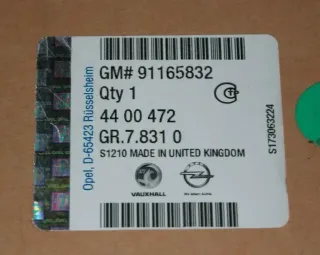 GM# 91165832
Qty 1
44 00 472
GR.7.831 0
S1210 MADE IN UNITED KINGDOM
VAUXHALL
Opel, D-65423 Rüsselsheim
S173063224